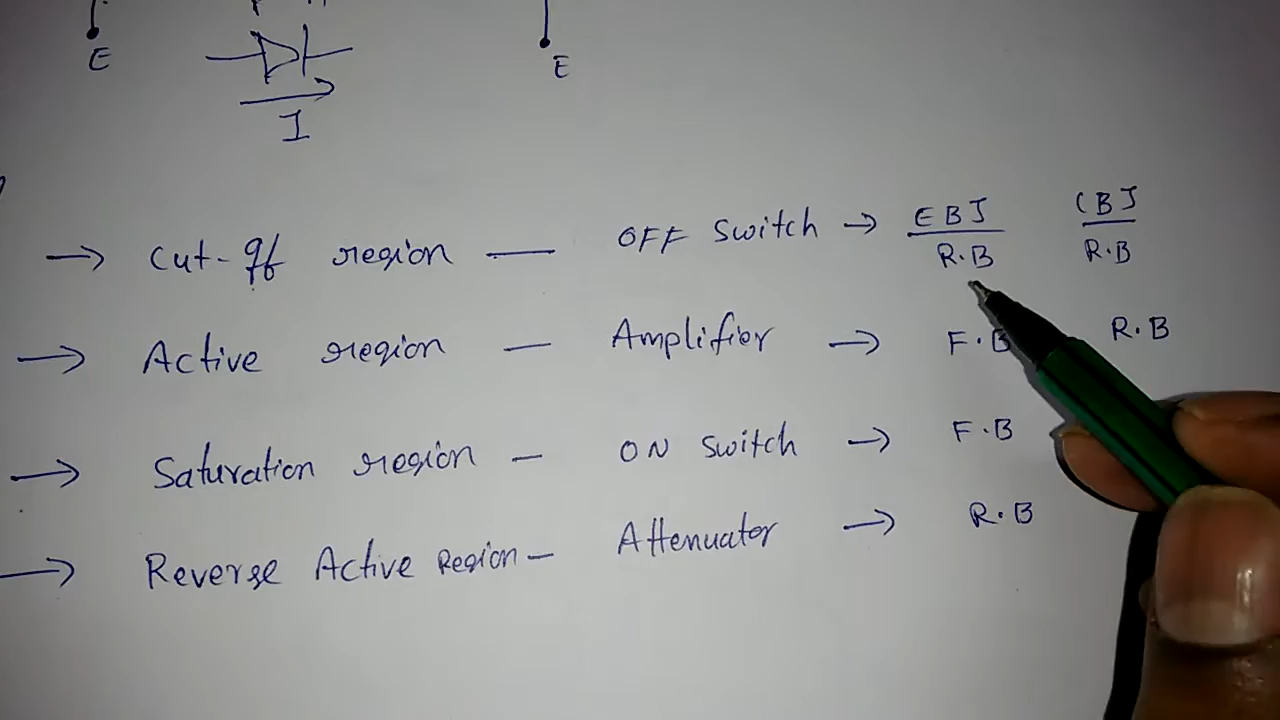 E
E
I
→ Cut-off region — OFF Switch → EBJ CBJ
R.B R.B
→ Active region — Amplifier → F.B R.B
→ Saturation region — ON Switch → F.B
→ Reverse Active Region — Attenuator → R.B